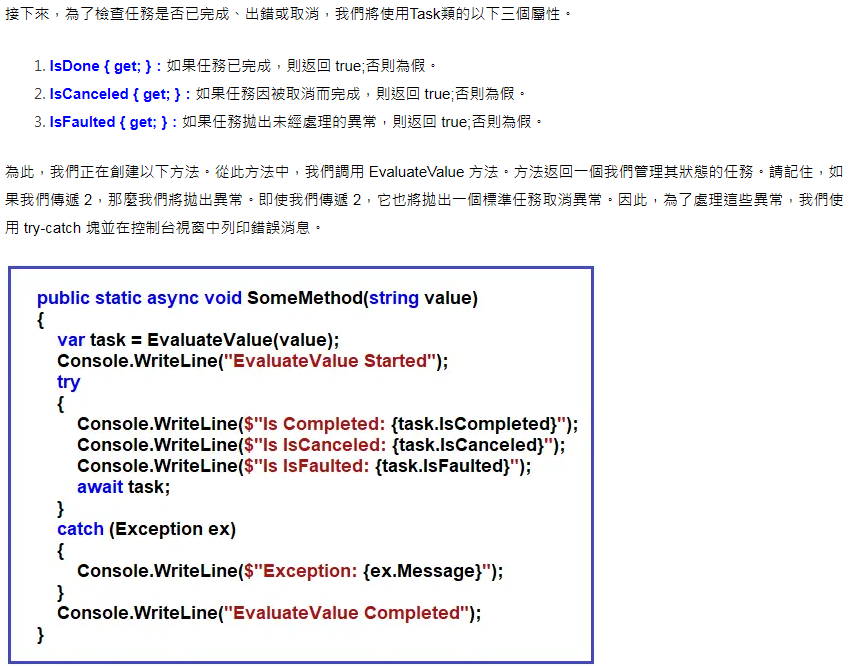 接下來，為了檢查任務是否已完成、出錯或取消，我們將使用Task類的以下三個屬性。
1. IsDone { get; }：如果任務已完成，則返回 true;否則為假。
2. IsCanceled { get; }：如果任務因被取消而完成，則返回 true;否則為假。
3. IsFaulted { get; }：如果任務拋出未經處理的異常，則返回 true;否則為假。
為此，我們正在創建以下方法。從此方法中，我們調用 EvaluateValue 方法。方法返回一個我們管理其狀態的任務。請記住，如
果我們傳遞 2，那麼我們將拋出異常。即使我們傳遞 2，它也將拋出一個標準任務取消異常。因此，為了處理這些異常，我們使
用 try-catch 塊並在控制台視窗中列印錯誤消息。
public static async void SomeMethod(string value)
{
var task = EvaluateValue(value);
Console.WriteLine("EvaluateValue Started");
try
{
Console.WriteLine($"Is Completed: {task.IsCompleted}");
Console.WriteLine($"Is IsCanceled: {task.IsCanceled}");
Console.WriteLine($"Is IsFaulted: {task.IsFaulted}");
await task;
}
catch (Exception ex)
{
Console.WriteLine($"Exception: {ex.Message}");
}
Console.WriteLine("EvaluateValue Completed");
}